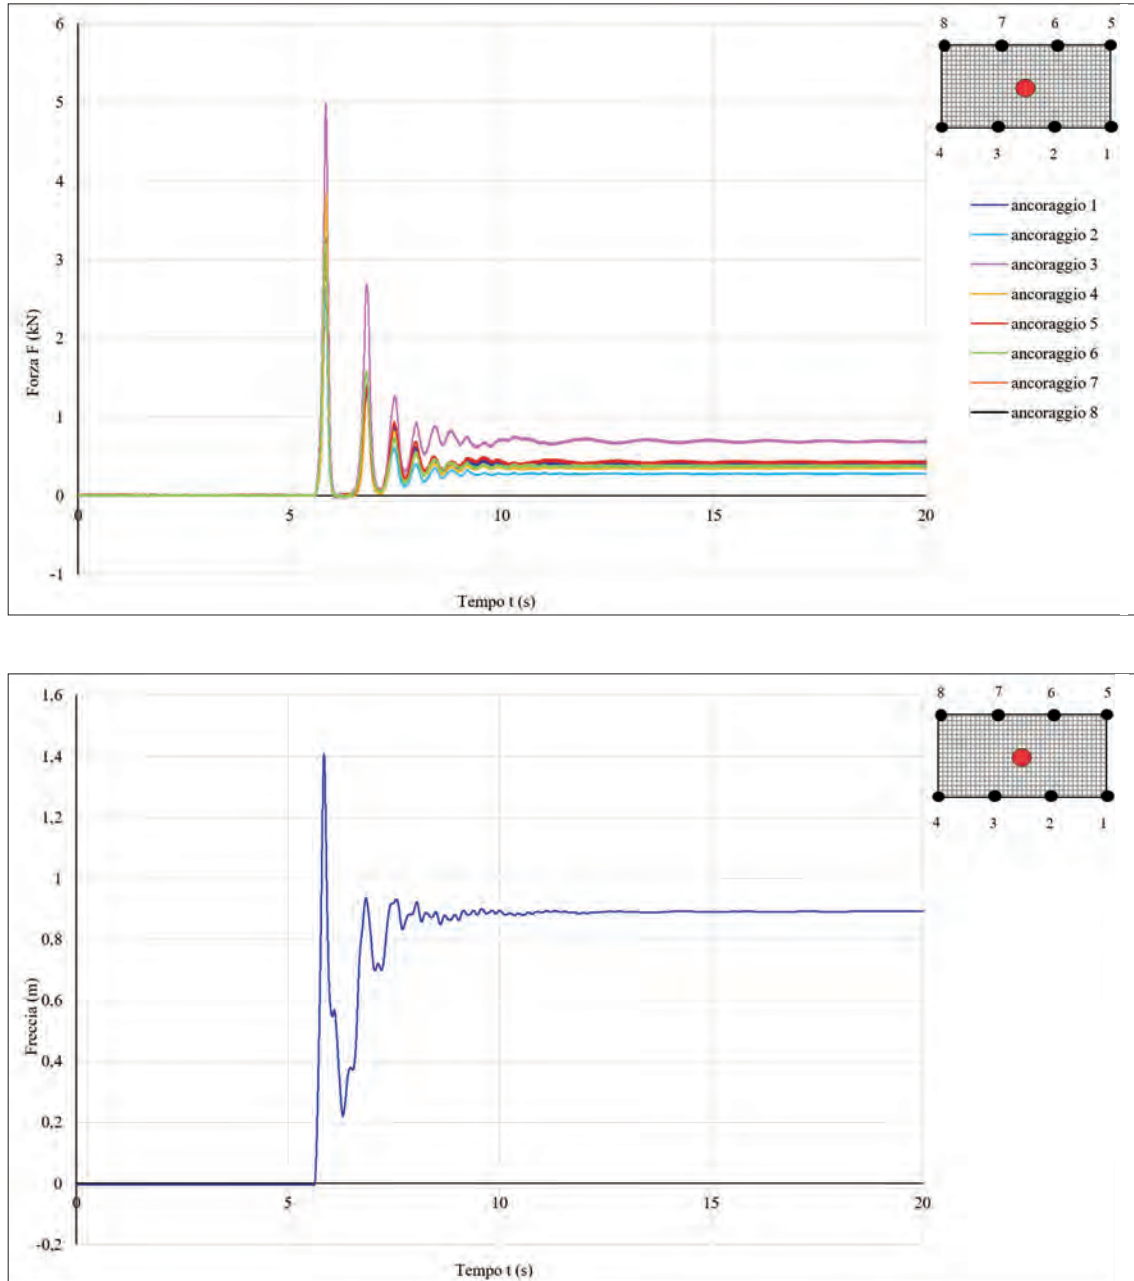 6
5
4
3
2
1
0
-1
0 5 10 15 20
Forza F (kN)
Tempo t (s)
8 7 6 5
4 3 2 1
ancoraggio 1
ancoraggio 2
ancoraggio 3
ancoraggio 4
ancoraggio 5
ancoraggio 6
ancoraggio 7
ancoraggio 8
1,6
1,4
1,2
1
0,8
0,6
0,4
0,2
0
-0,2
0 5 10 15 20
Freccia (m)
Tempo t (s)
8 7 6 5
4 3 2 1